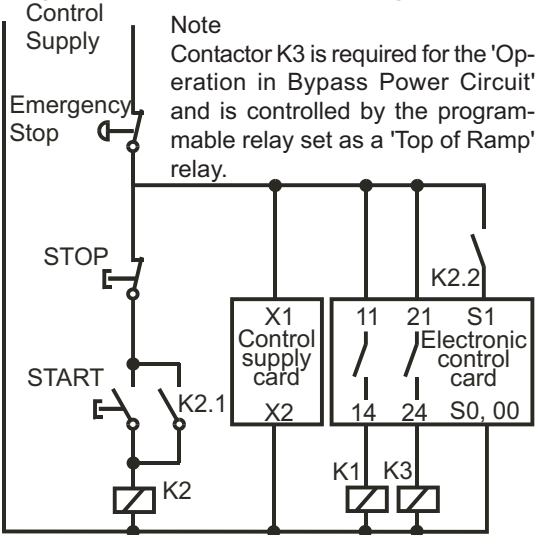 Control
Supply
Note
Contactor K3 is required for the 'Op-
eration in Bypass Power Circuit'
and is controlled by the program-
mable relay set as a 'Top of Ramp'
relay.
Emergency
Stop
STOP
K2.2
X1
11
21
S1
Control
supply
card
Electronic
control
card
START
K2.1
X2
14
24
S0, 00
K2
K1
K3